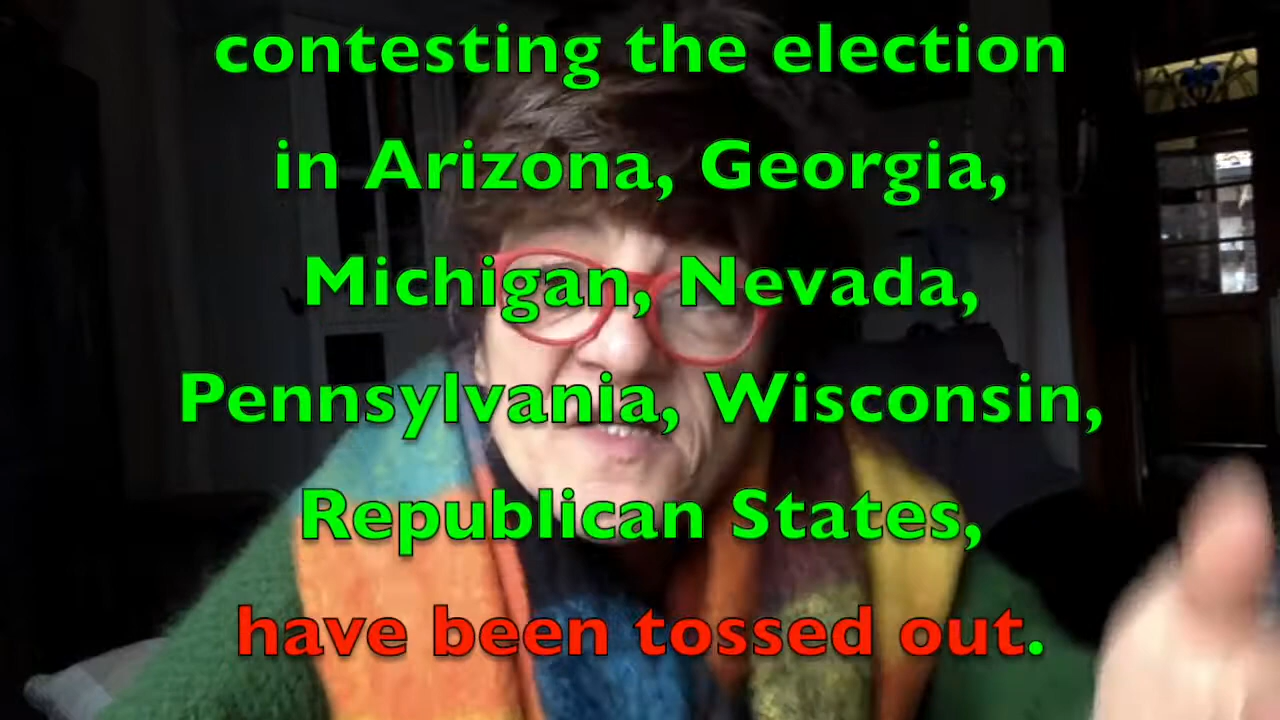 contesting the election
in Arizona, Georgia,
Michigan, Nevada,
Pennsylvania, Wisconsin,
Republican States,
have been tossed out.